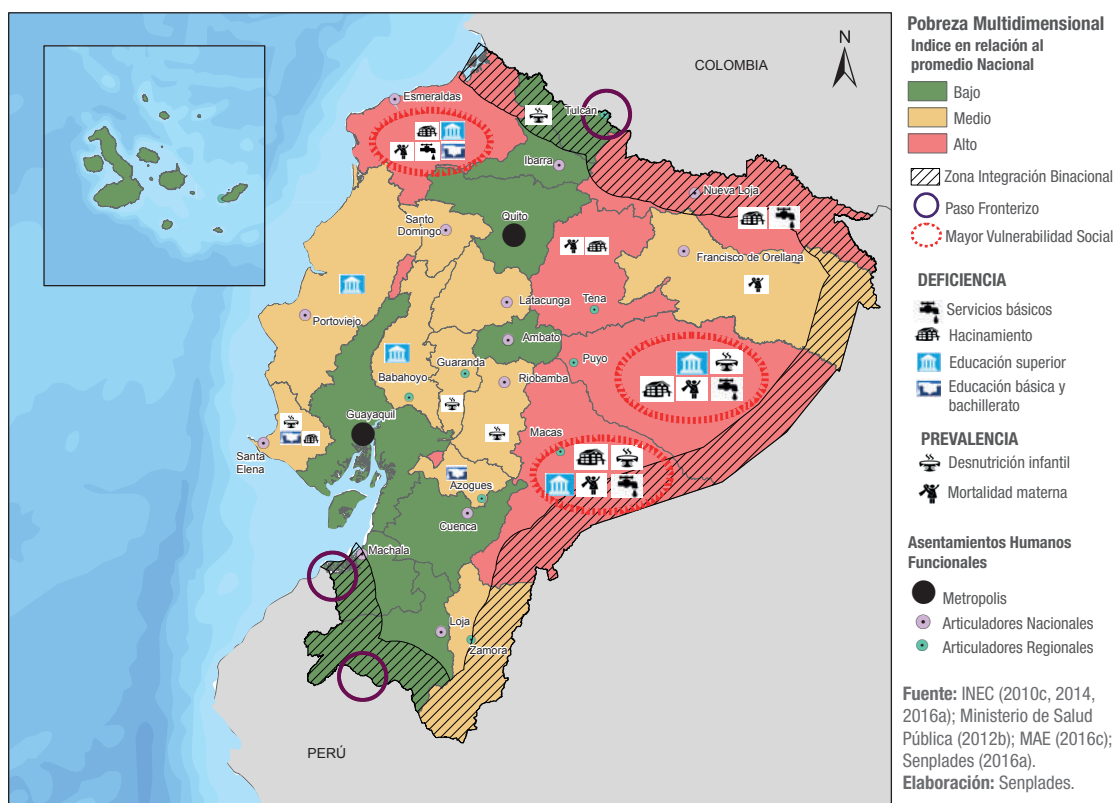 COLOMBIA
N
Esmeraldas
Tulcán
Ibarra
Nueva Loja
Santo
Domingo
Quito
Francisco de Orellana
Latacunga
Tena
Portoviejo
Ambato
Puyo
Guaranda
Babahoyo
Riobamba
Guayaquil
Macas
Santa
Elena
Azogues
Cuenca
Machala
Loja
Zamora
PERÚ
Pobreza Multidimensional
Indice en relación al
promedio Nacional
Bajo
Medio
Alto
Zona Integración Binacional
Paso Fronterizo
Mayor Vulnerabilidad Social
DEFICIENCIA
Servicios básicos
Hacinamiento
Educación superior
Educación básica y
bachillerato
PREVALENCIA
Desnutrición infantil
Mortalidad materna
Asentamientos Humanos
Funcionales
Metropolis
Articuladores Nacionales
Articuladores Regionales
Fuente: INEC (2010c, 2014,
2016a); Ministerio de Salud
Pública (2012b); MAE (2016c);
Senplades (2016a).
Elaboración: Senplades.